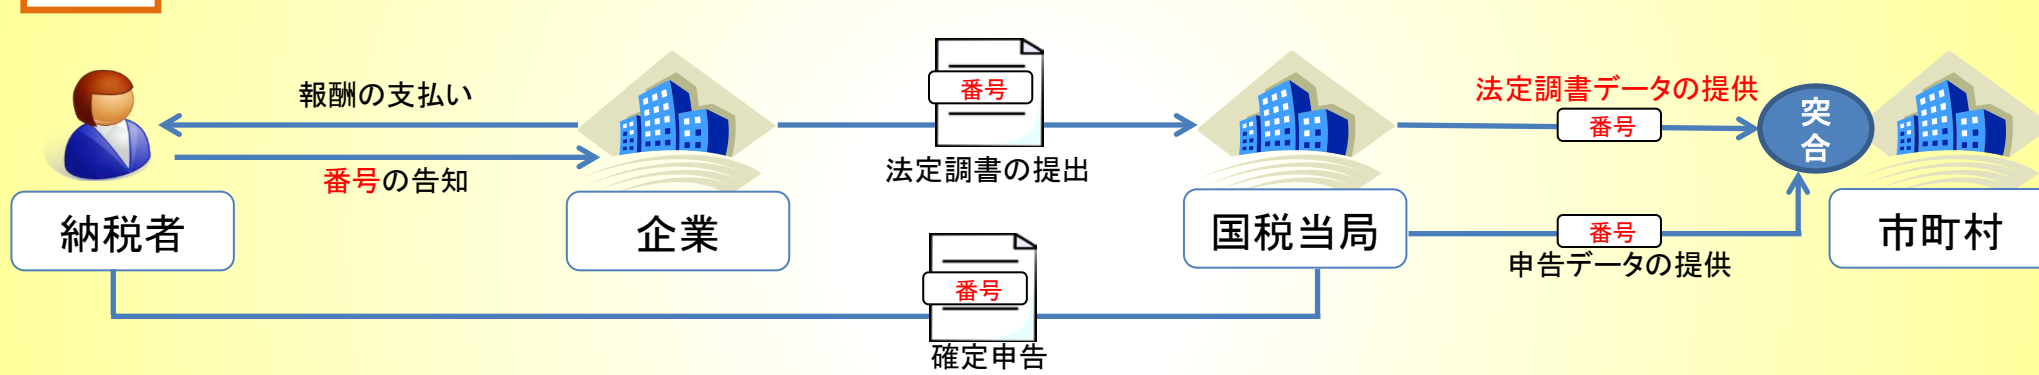 報酬の支払い
番号の告知
番号
法定調書の提出
法定調書データの提供
番号
突合
納税者
企業
国税当局
番号
申告データの提供
市町村
番号
確定申告